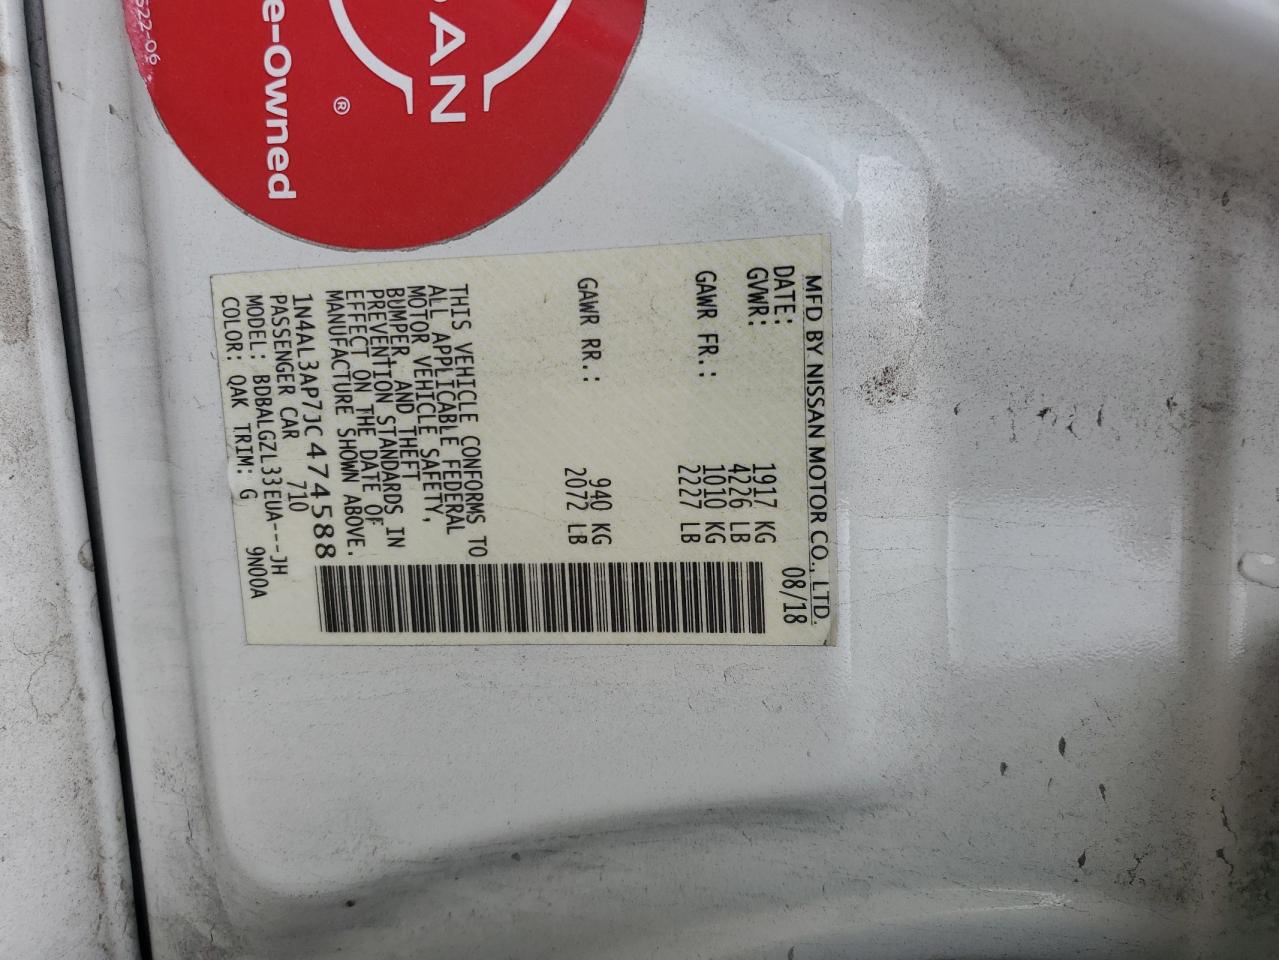 522-06
e-Owned
®
DAN
MFD BY NISSAN MOTOR CO., LTD.
DATE: 08/18
GVWR: 1917 KG
4226 LB
GAWR FR.: 1010 KG
2227 LB
GAWR RR.: 940 KG
2072 LB
THIS VEHICLE CONFORMS TO
ALL APPLICABLE FEDERAL
MOTOR VEHICLE SAFETY,
BUMPER, AND THEFT
PREVENTION STANDARDS IN
EFFECT ON THE DATE OF
MANUFACTURE SHOWN ABOVE.
1N4AL3AP7JC474588
PASSENGER CAR 710
MODEL: BDBALGZL33EUA---JH
COLOR: QAK TRIM: G 9N00A